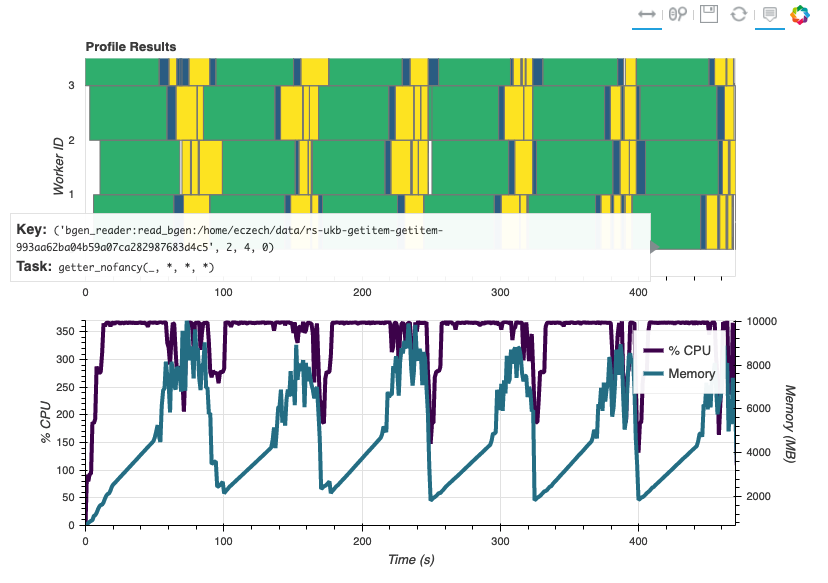 Profile Results
3
2
1
Worker ID
Key: ('bgen_reader:read_bgen:/home/eczech/data/rs-ukb-getitem-getitem-
993aa62ba04b59a07ca282987683d4c5', 2, 4, 0)
Task: getter_nofancy(_, *, *, *)
0 100 200 300 400
350
300
250
200
150
100
50
0
% CPU
% CPU
Memory
10000
8000
6000
4000
2000
Memory (MB)
0 100 200 300 400
Time (s)